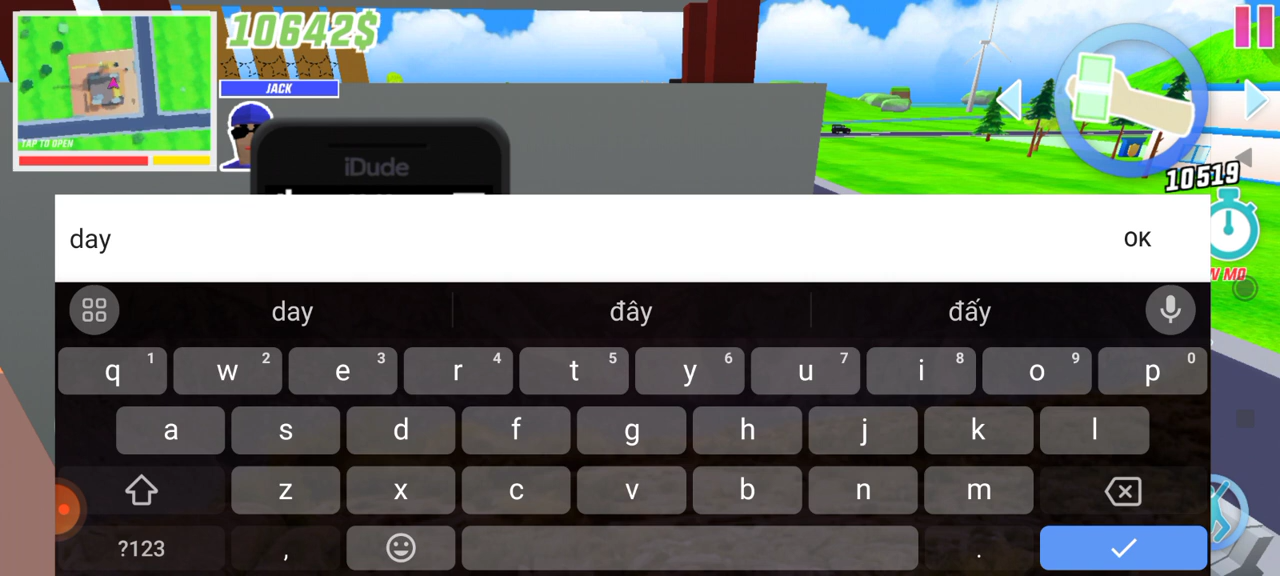 10642$
JACK
TAP TO OPEN
iDude
10519
day OK
day đây đấy
q 1 w 2 e 3 r 4 t 5 y 6 u 7 i 8 o 9 p 0
a s d f g h j k l
z x c v b n m
?123 , .